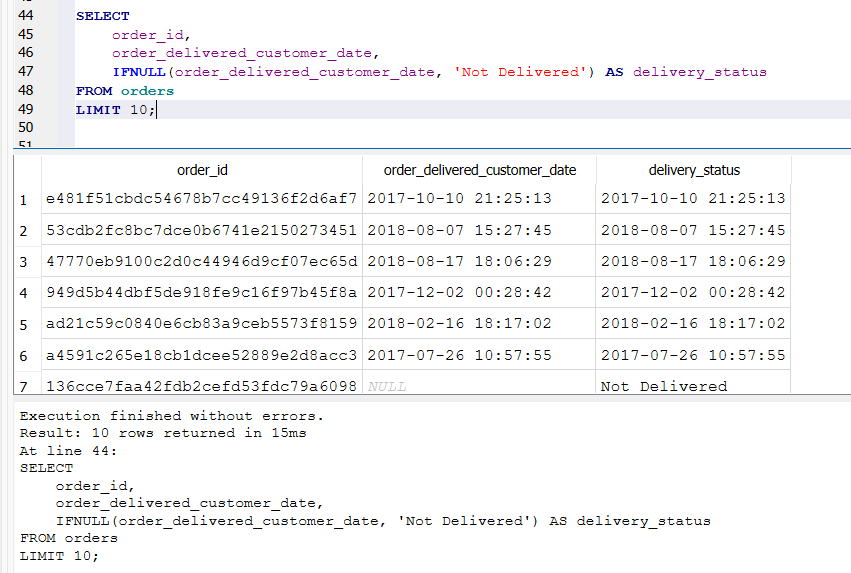 44 SELECT
45 order_id,
46 order_delivered_customer_date,
47 IFNULL(order_delivered_customer_date, 'Not Delivered') AS delivery_status
48 FROM orders
49 LIMIT 10;
50
51
order_id order_delivered_customer_date delivery_status
1 e481f51cbdc54678b7cc49136f2d6af7 2017-10-10 21:25:13 2017-10-10 21:25:13
2 53cdb2fc8bc7dce0b6741e2150273451 2018-08-07 15:27:45 2018-08-07 15:27:45
3 47770eb9100c2d0c44946d9cf07ec65d 2018-08-17 18:06:29 2018-08-17 18:06:29
4 949d5b44dbf5de918fe9c16f97b45f8a 2017-12-02 00:28:42 2017-12-02 00:28:42
5 ad21c59c0840e6cb83a9ceb5573f8159 2018-02-16 18:17:02 2018-02-16 18:17:02
6 a4591c265e18cb1dcee52889e2d8acc3 2017-07-26 10:57:55 2017-07-26 10:57:55
7 136cce7faa42fdb2cefd53fdc79a6098 NULL Not Delivered
Execution finished without errors.
Result: 10 rows returned in 15ms
At line 44:
SELECT
order_id,
order_delivered_customer_date,
IFNULL(order_delivered_customer_date, 'Not Delivered') AS delivery_status
FROM orders
LIMIT 10;